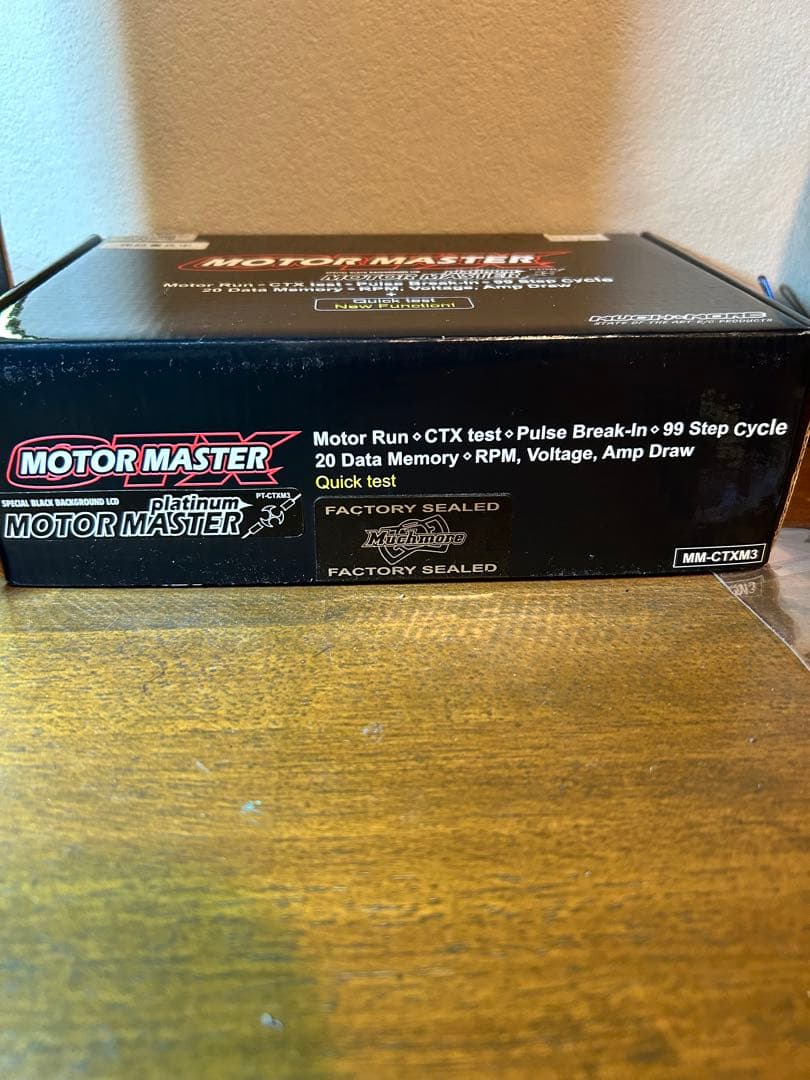 MOTOR MASTER
Motor Run • CTX test • Pulse Break-In • 99 Step Cycle
20 Data Memory • RPM, Voltage, Amp Draw
+
Quick test
New Function!
MUCH MORE
STATE OF THE ART R/C PRODUCTS
CTX
MOTOR MASTER
Motor Run ⋄ CTX test ⋄ Pulse Break-In ⋄ 99 Step Cycle
20 Data Memory ⋄ RPM, Voltage, Amp Draw
Quick test
SPECIAL BLACK BACKGROUND LCD
platinum
PT-CTXM3
MOTOR MASTER
FACTORY SEALED
Muchmore
FACTORY SEALED
MM-CTXM3